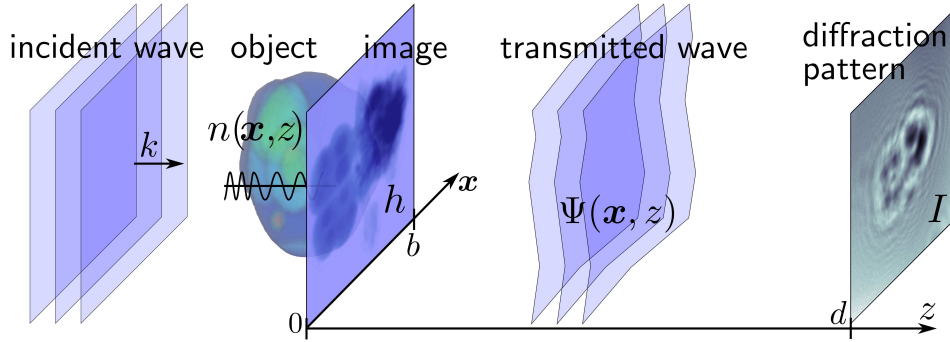 incident wave
object
image
transmitted wave
diffraction
pattern
n(x,z)
k
x
h
Ψ(x, z)
I
b
0
d
z